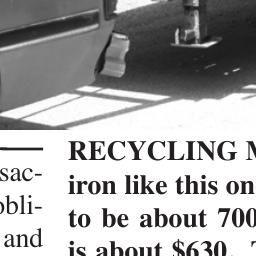 RECYCLING
iron like this on
to be about 700
is about $630.
sac-
obli-
and